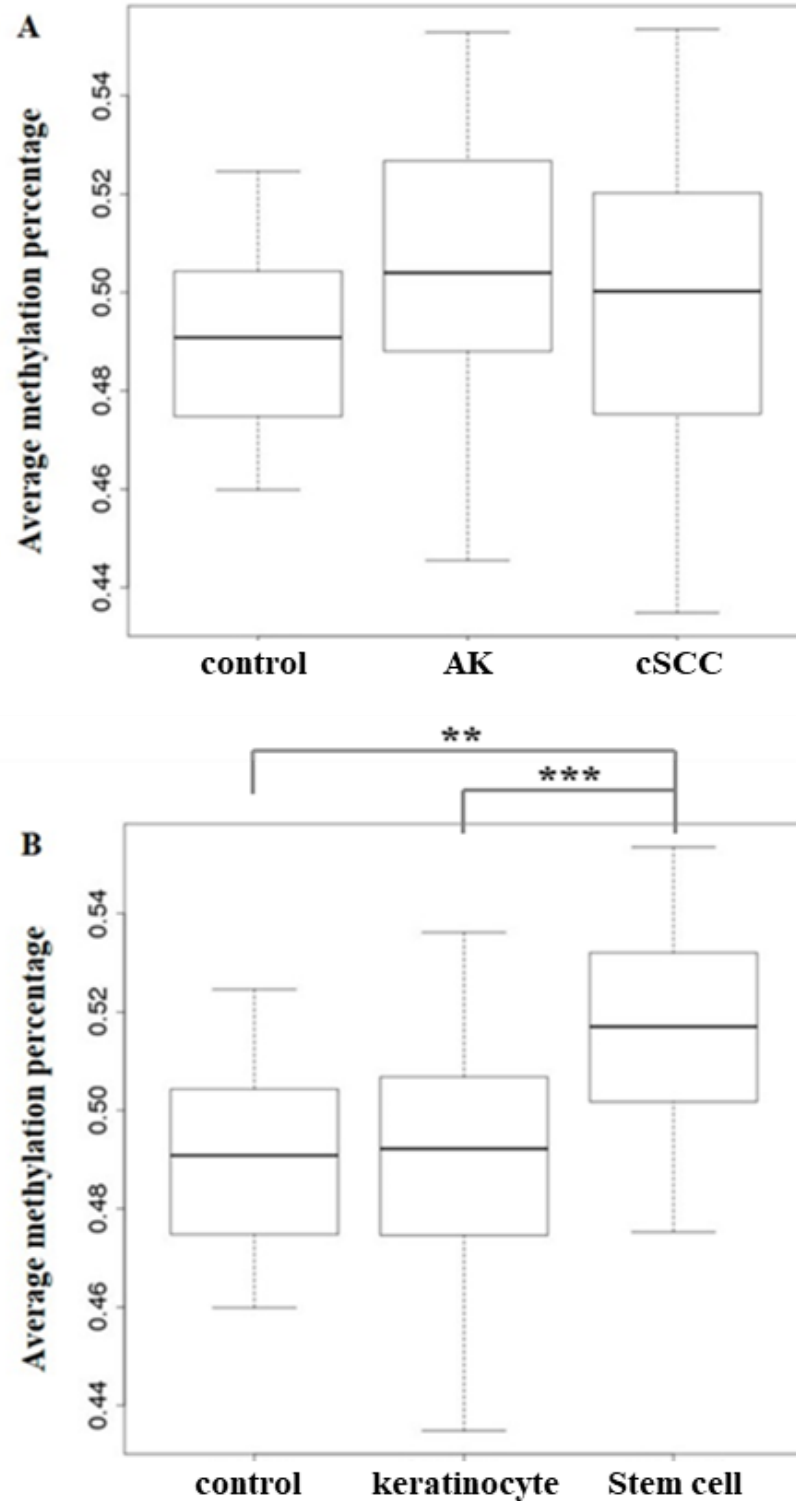 A
Average methylation percentage
0.54
0.52
0.50
0.48
0.46
0.44
control AK cSCC
**
***
B
Average methylation percentage
0.54
0.52
0.50
0.48
0.46
0.44
control keratinocyte Stem cell